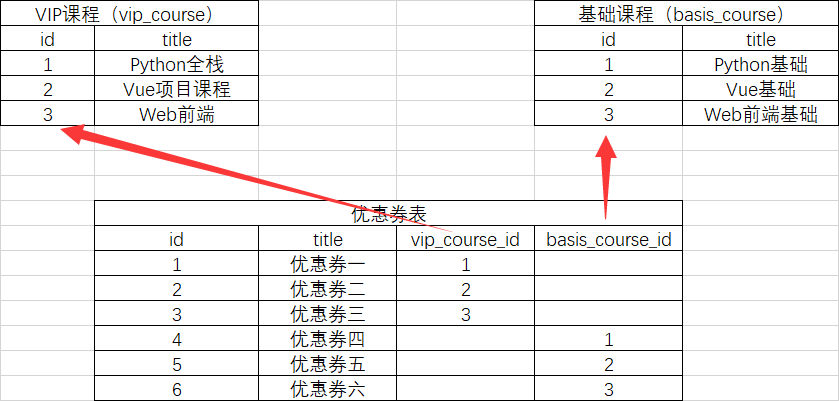 VIP课程（vip_course） 基础课程（basis_course）
id title id title
1 Python全栈 1 Python基础
2 Vue项目课程 2 Vue基础
3 Web前端 3 Web前端基础
优惠券表
id title vip_course_id basis_course_id
1 优惠券一 1
2 优惠券二 2
3 优惠券三 3
4 优惠券四 1
5 优惠券五 2
6 优惠券六 3